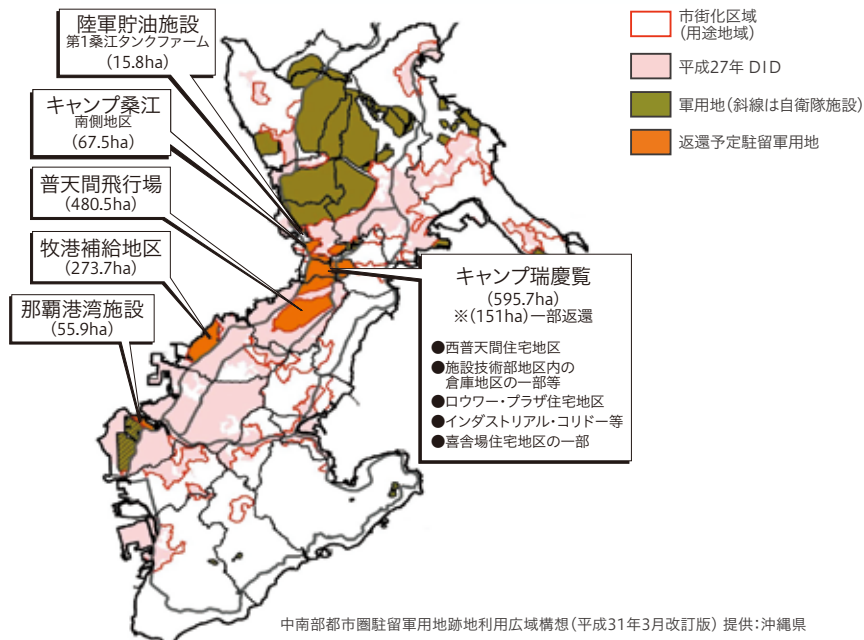 陸軍貯油施設
第1桑江タンクファーム
(15.8ha)
キャンプ桑江
南側地区
(67.5ha)
普天間飛行場
(480.5ha)
牧港補給地区
(273.7ha)
那覇港湾施設
(55.9ha)
市街化区域
(用途地域)
平成27年 DID
軍用地(斜線は自衛隊施設)
返還予定駐留軍用地
キャンプ瑞慶覧
(595.7ha)
※(151ha)一部返還
●西普天間住宅地区
●施設技術部地区内の
倉庫地区の一部等
●ロウワー・プラザ住宅地区
●インダストリアル・コリドー等
●喜舎場住宅地区の一部
中南部都市圏駐留軍用地跡地利用広域構想(平成31年3月改訂版) 提供:沖縄県